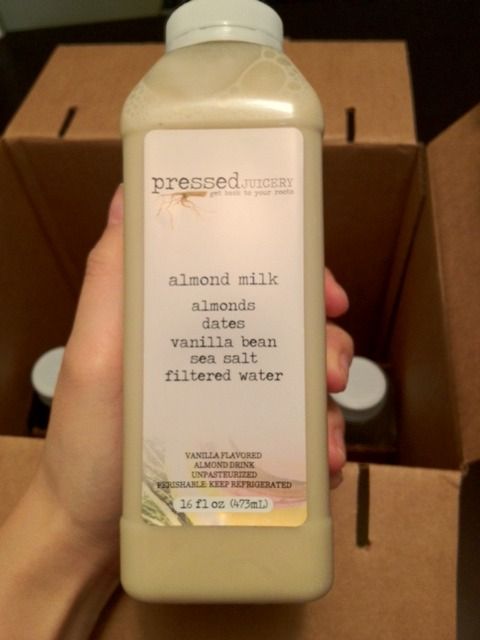 pressed JUICERY
get back to your roots
almond milk
almonds
dates
vanilla bean
sea salt
filtered water
VANILLA FLAVORED
ALMOND DRINK
UNPASTEURIZED
PERISHABLE: KEEP REFRIGERATED
16 fl oz (473mL)